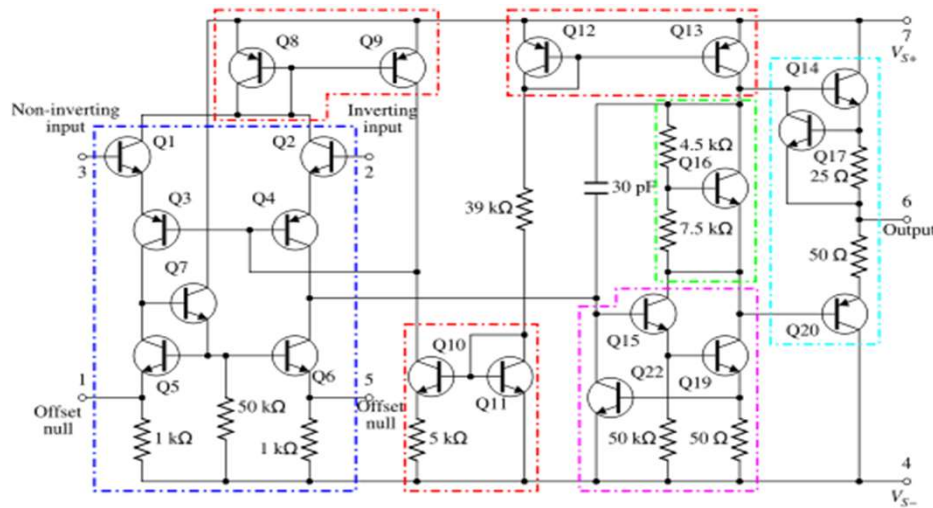 Q8
Q9
Q12
Q13
7
V_S+
Q14
Non-inverting
input
Inverting
input
3
Q1
Q2
2
4.5 kΩ
Q16
Q17
25 Ω
30 pF
39 kΩ
Q3
Q4
7.5 kΩ
6
Output
50 Ω
Q7
Q15
Q20
Q10
Q22
Q19
1
Q5
Q6
5
Q11
Offset
null
50 kΩ
Offset
null
1 kΩ
1 kΩ
5 kΩ
50 kΩ
50 Ω
4
V_S−